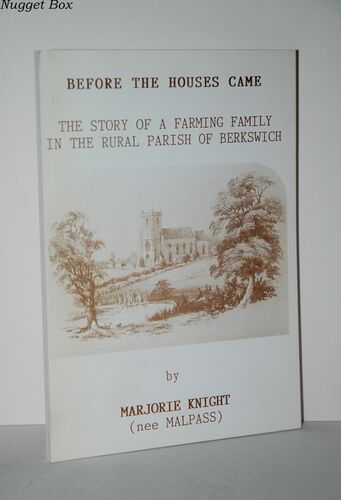 Nugget Box
BEFORE THE HOUSES CAME
THE STORY OF A FARMING FAMILY
IN THE RURAL PARISH OF BERKSWICH
by
MARJORIE KNIGHT
(nee MALPASS)